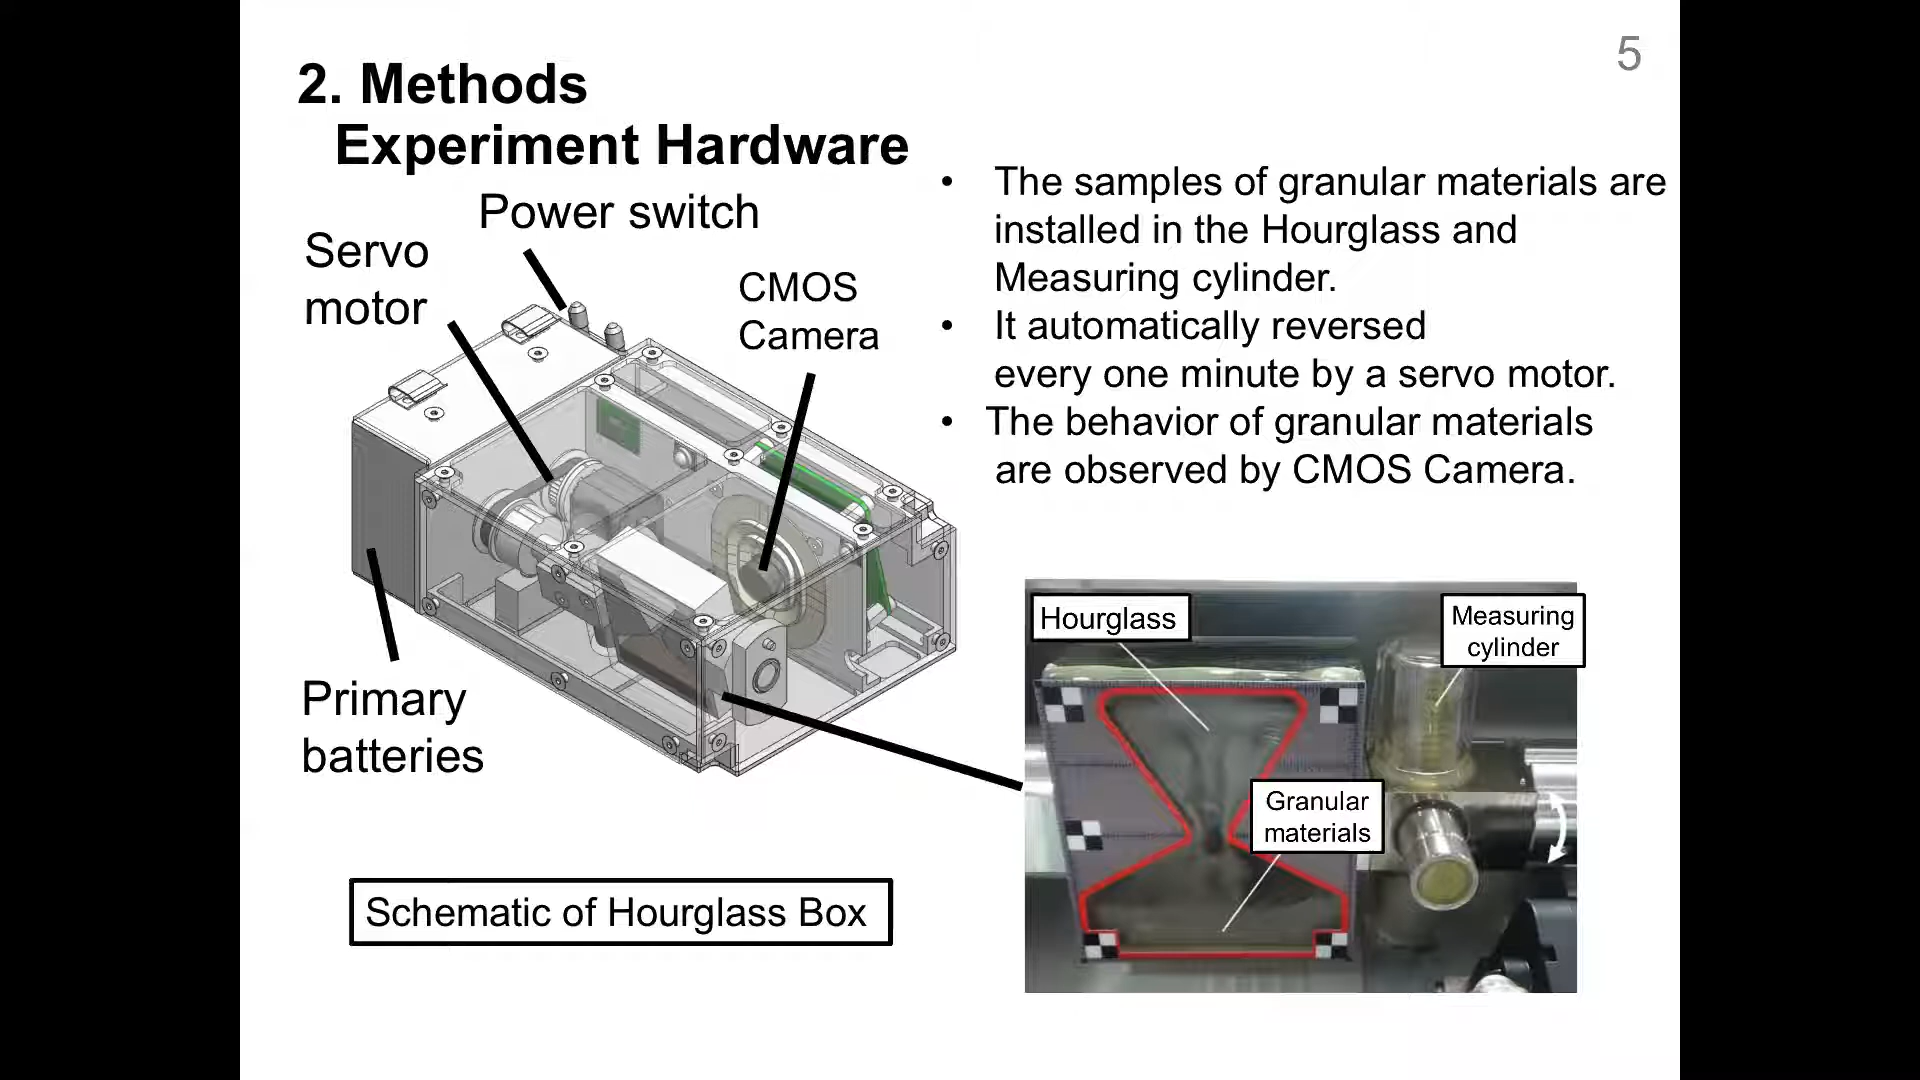 5
2. Methods
Experiment Hardware
Power switch
Servo
motor
CMOS
Camera
Primary
batteries
Schematic of Hourglass Box
• The samples of granular materials are
installed in the Hourglass and
Measuring cylinder.
• It automatically reversed
every one minute by a servo motor.
• The behavior of granular materials
are observed by CMOS Camera.
Hourglass
Measuring
cylinder
Granular
materials